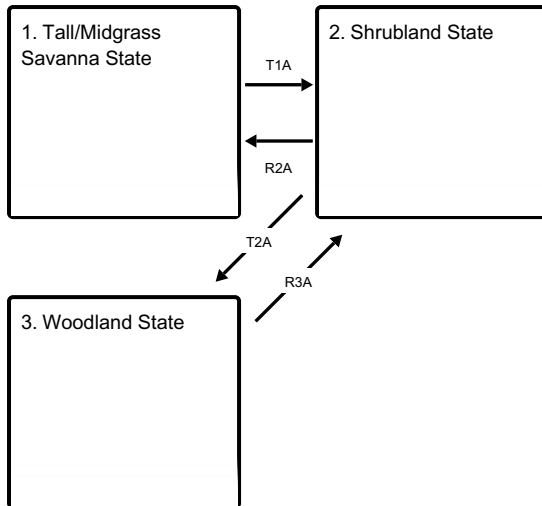 1. Tall/Midgrass
Savanna State
2. Shrubland State
T1A
R2A
T2A
R3A
3. Woodland State